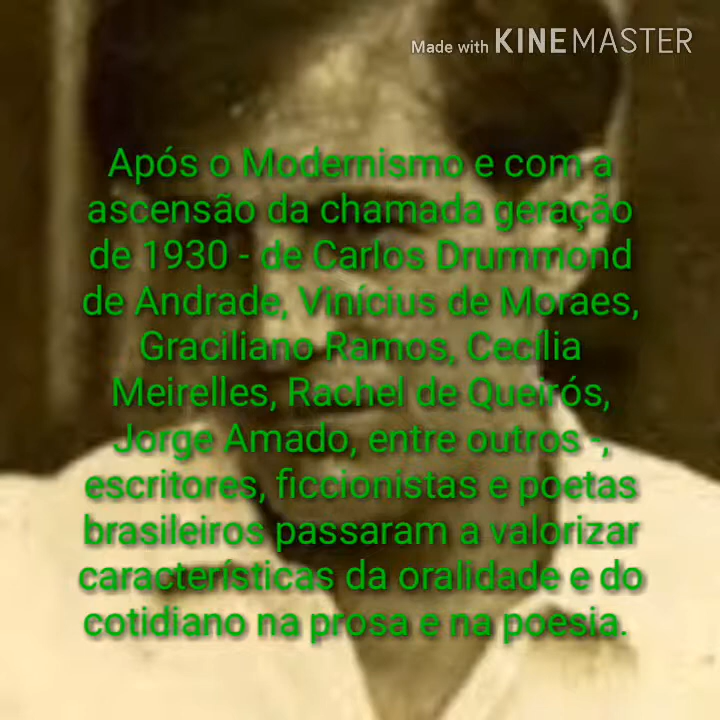 Made with KINEMASTER
Após o Modernismo e com a
ascensão da chamada geração
de 1930 - de Carlos Drummond
de Andrade, Vinícius de Moraes,
Graciliano Ramos, Cecília
Meirelles, Rachel de Queirós,
Jorge Amado, entre outros -,
escritores, ficcionistas e poetas
brasileiros passaram a valorizar
características da oralidade e do
cotidiano na prosa e na poesia.